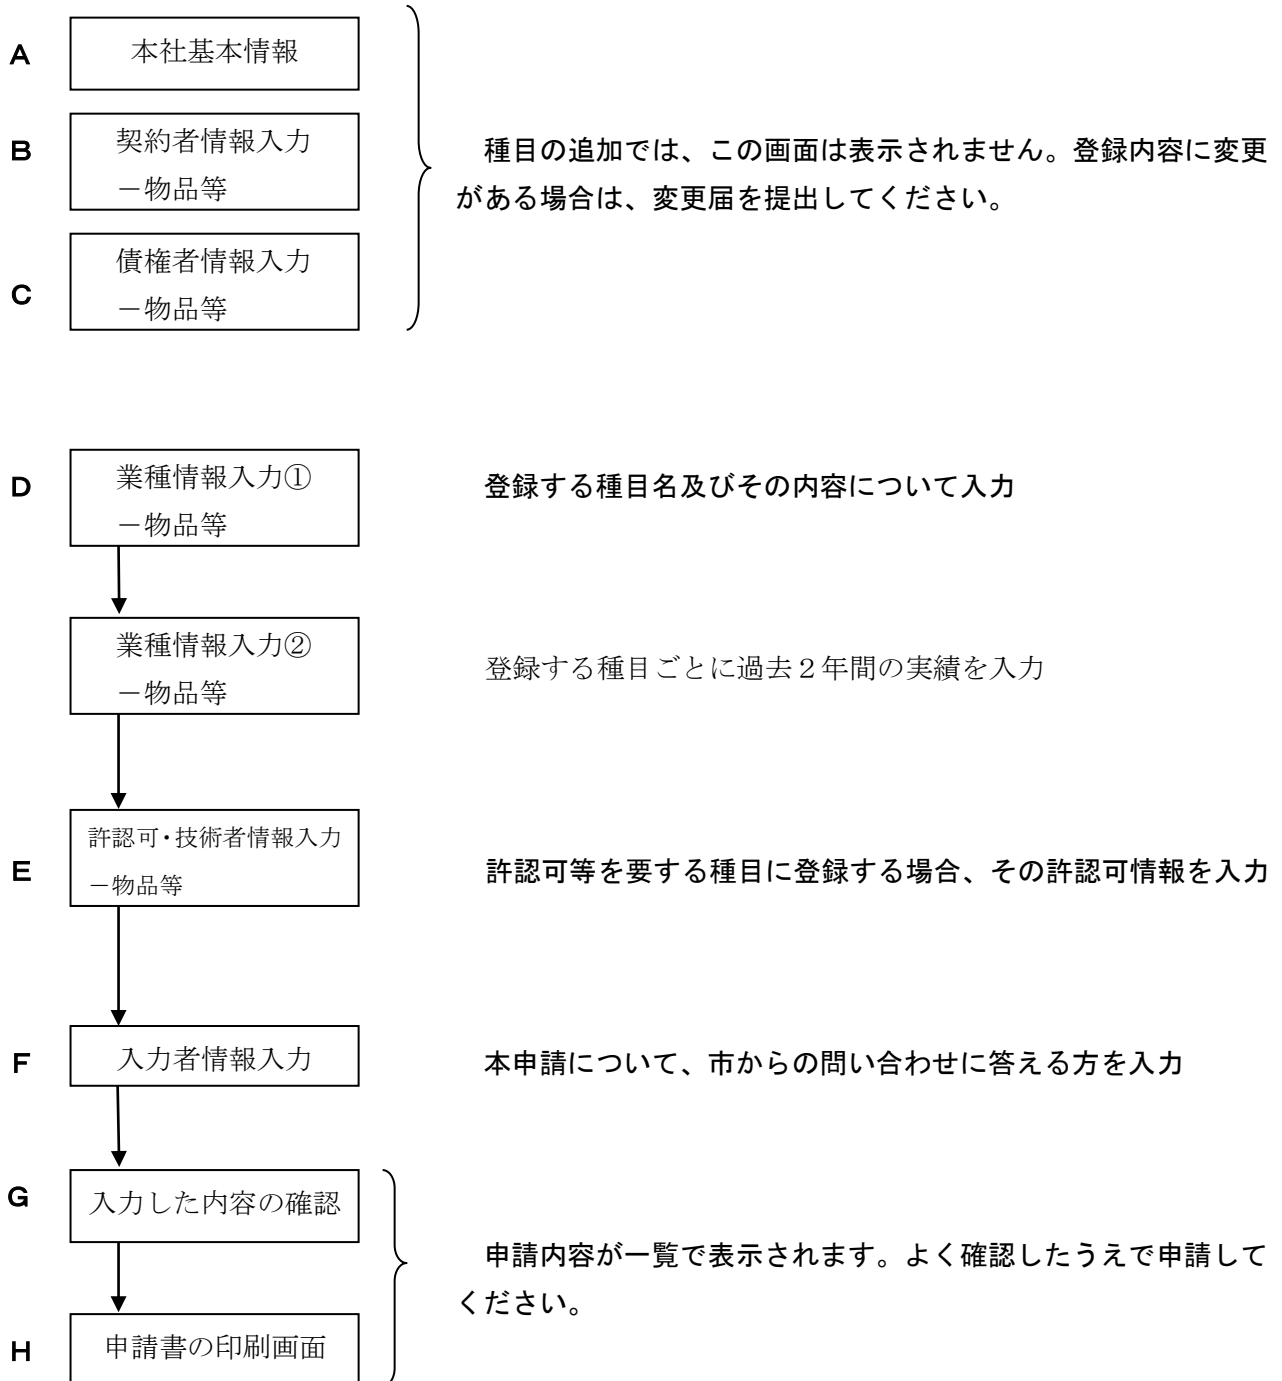 A
本社基本情報
B
契約者情報入力
－物品等
種目の追加では、この画面は表示されません。登録内容に変更
がある場合は、変更届を提出してください。
C
債権者情報入力
－物品等
D
業種情報入力①
－物品等
登録する種目名及びその内容について入力
業種情報入力②
－物品等
登録する種目ごとに過去２年間の実績を入力
E
許認可・技術者情報入力
－物品等
許認可等を要する種目に登録する場合、その許認可情報を入力
F
入力者情報入力
本申請について、市からの問い合わせに答える方を入力
G
入力した内容の確認
申請内容が一覧で表示されます。よく確認したうえで申請して
ください。
H
申請書の印刷画面